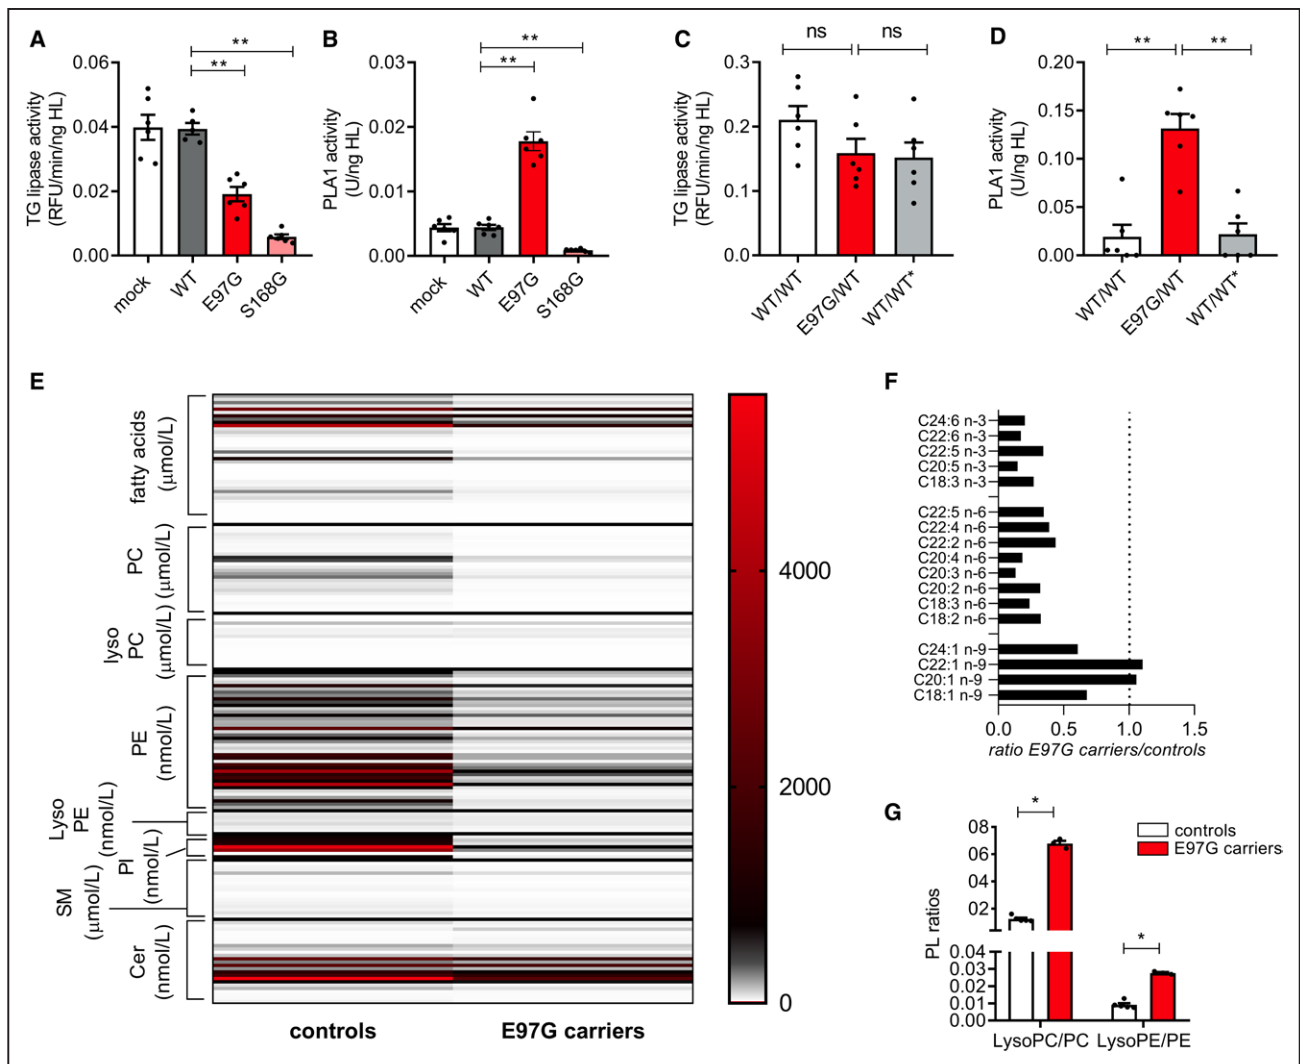 A
TG lipase activity
(RFU/min/ng HL)
0.06
0.04
0.02
0.00
**
**
mock
WT
E97G
S168G
B
PLA1 activity
(U/ng HL)
0.03
0.02
0.01
0.00
**
**
mock
WT
E97G
S168G
C
TG lipase activity
(RFU/min/ng HL)
0.3
0.2
0.1
0.0
ns
ns
WT/WT
E97G/WT
WT/WT*
D
PLA1 activity
(U/ng HL)
0.20
0.15
0.10
0.05
0.00
**
**
WT/WT
E97G/WT
WT/WT*
E
fatty acids
(μmol/L)
PC
(μmol/L)
lyso
PC
(μmol/L)
PE
(nmol/L)
Lyso
PE
(nmol/L)
PI
(nmol/L)
SM
(μmol/L)
Cer
(nmol/L)
controls
E97G carriers
4000
2000
0
F
C24:6 n-3
C22:6 n-3
C22:5 n-3
C20:5 n-3
C18:3 n-3
C22:5 n-6
C22:4 n-6
C22:2 n-6
C20:4 n-6
C20:3 n-6
C20:2 n-6
C18:3 n-6
C18:2 n-6
C24:1 n-9
C22:1 n-9
C20:1 n-9
C18:1 n-9
0.0
0.5
1.0
1.5
ratio E97G carriers/controls
G
PL ratios
08
06
04
02
0.04
0.03
0.02
0.01
0.00
*
*
controls
E97G carriers
LysoPC/PC
LysoPE/PE